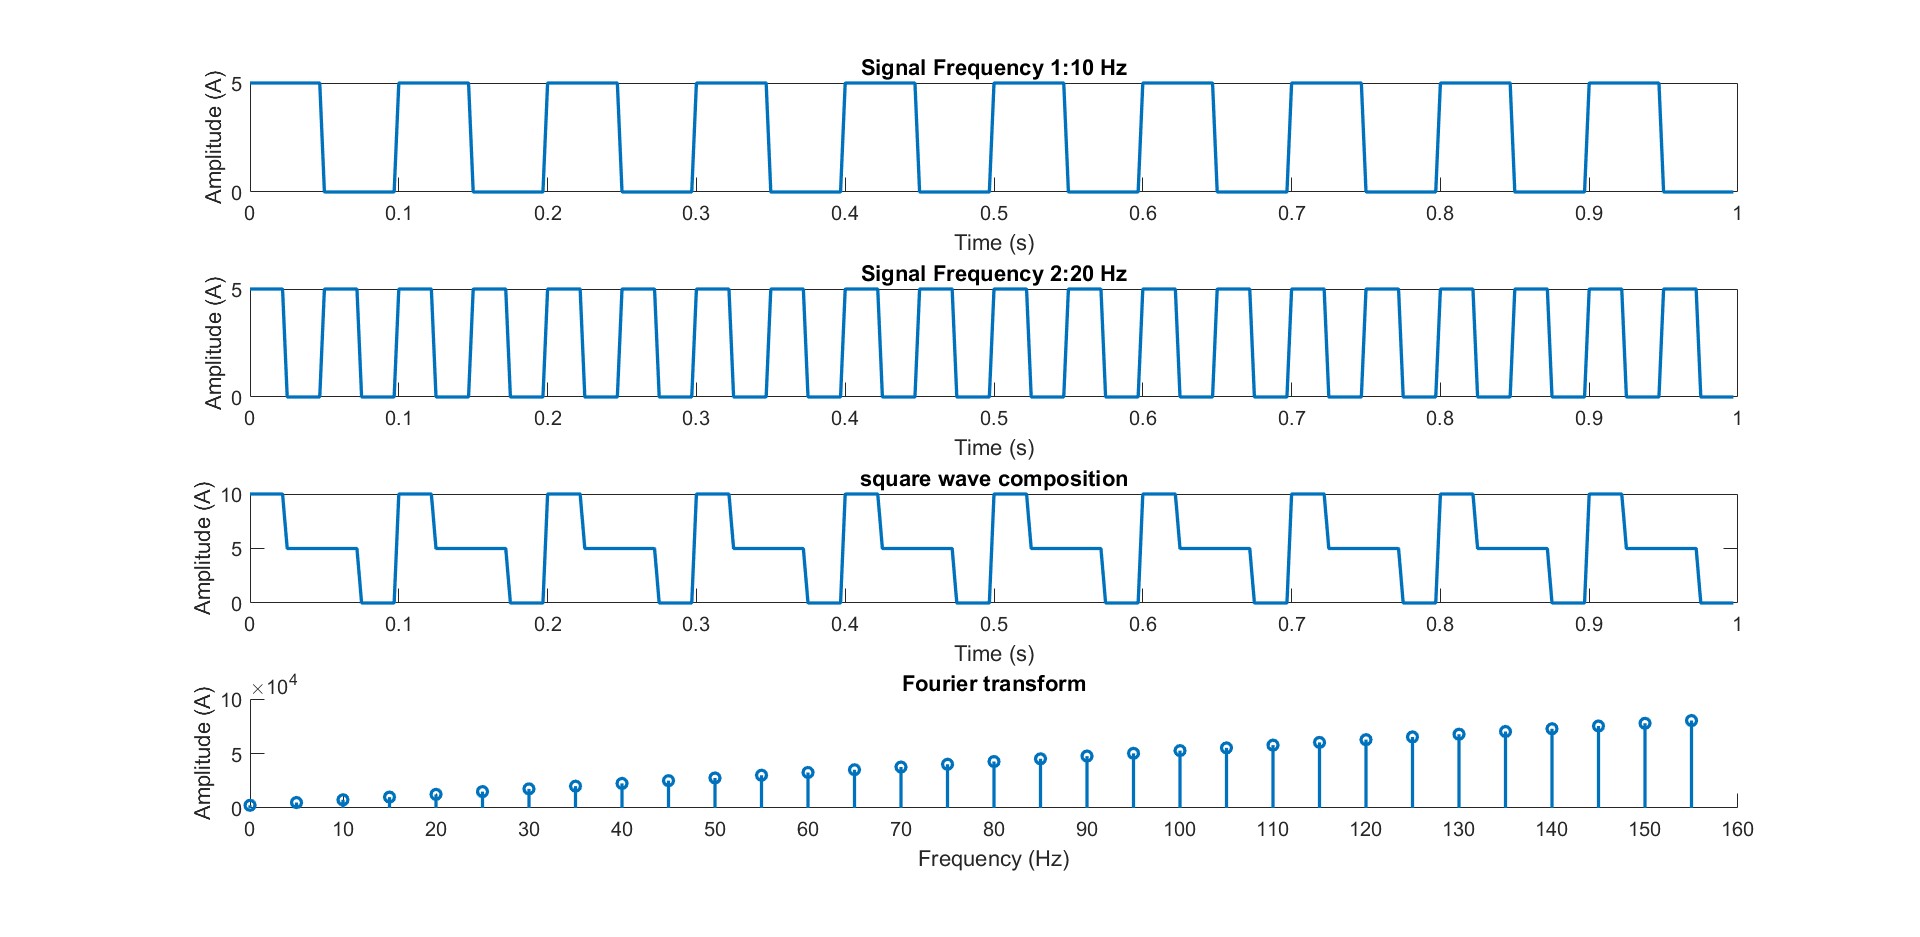 Signal Frequency 1:10 Hz
Amplitude (A)
5
0
0 0.1 0.2 0.3 0.4 0.5 0.6 0.7 0.8 0.9 1
Time (s)
Signal Frequency 2:20 Hz
Amplitude (A)
5
0
0 0.1 0.2 0.3 0.4 0.5 0.6 0.7 0.8 0.9 1
Time (s)
square wave composition
Amplitude (A)
10
5
0
0 0.1 0.2 0.3 0.4 0.5 0.6 0.7 0.8 0.9 1
Time (s)
Fourier transform
×10⁴
Amplitude (A)
10
5
0
0 10 20 30 40 50 60 70 80 90 100 110 120 130 140 150 160
Frequency (Hz)